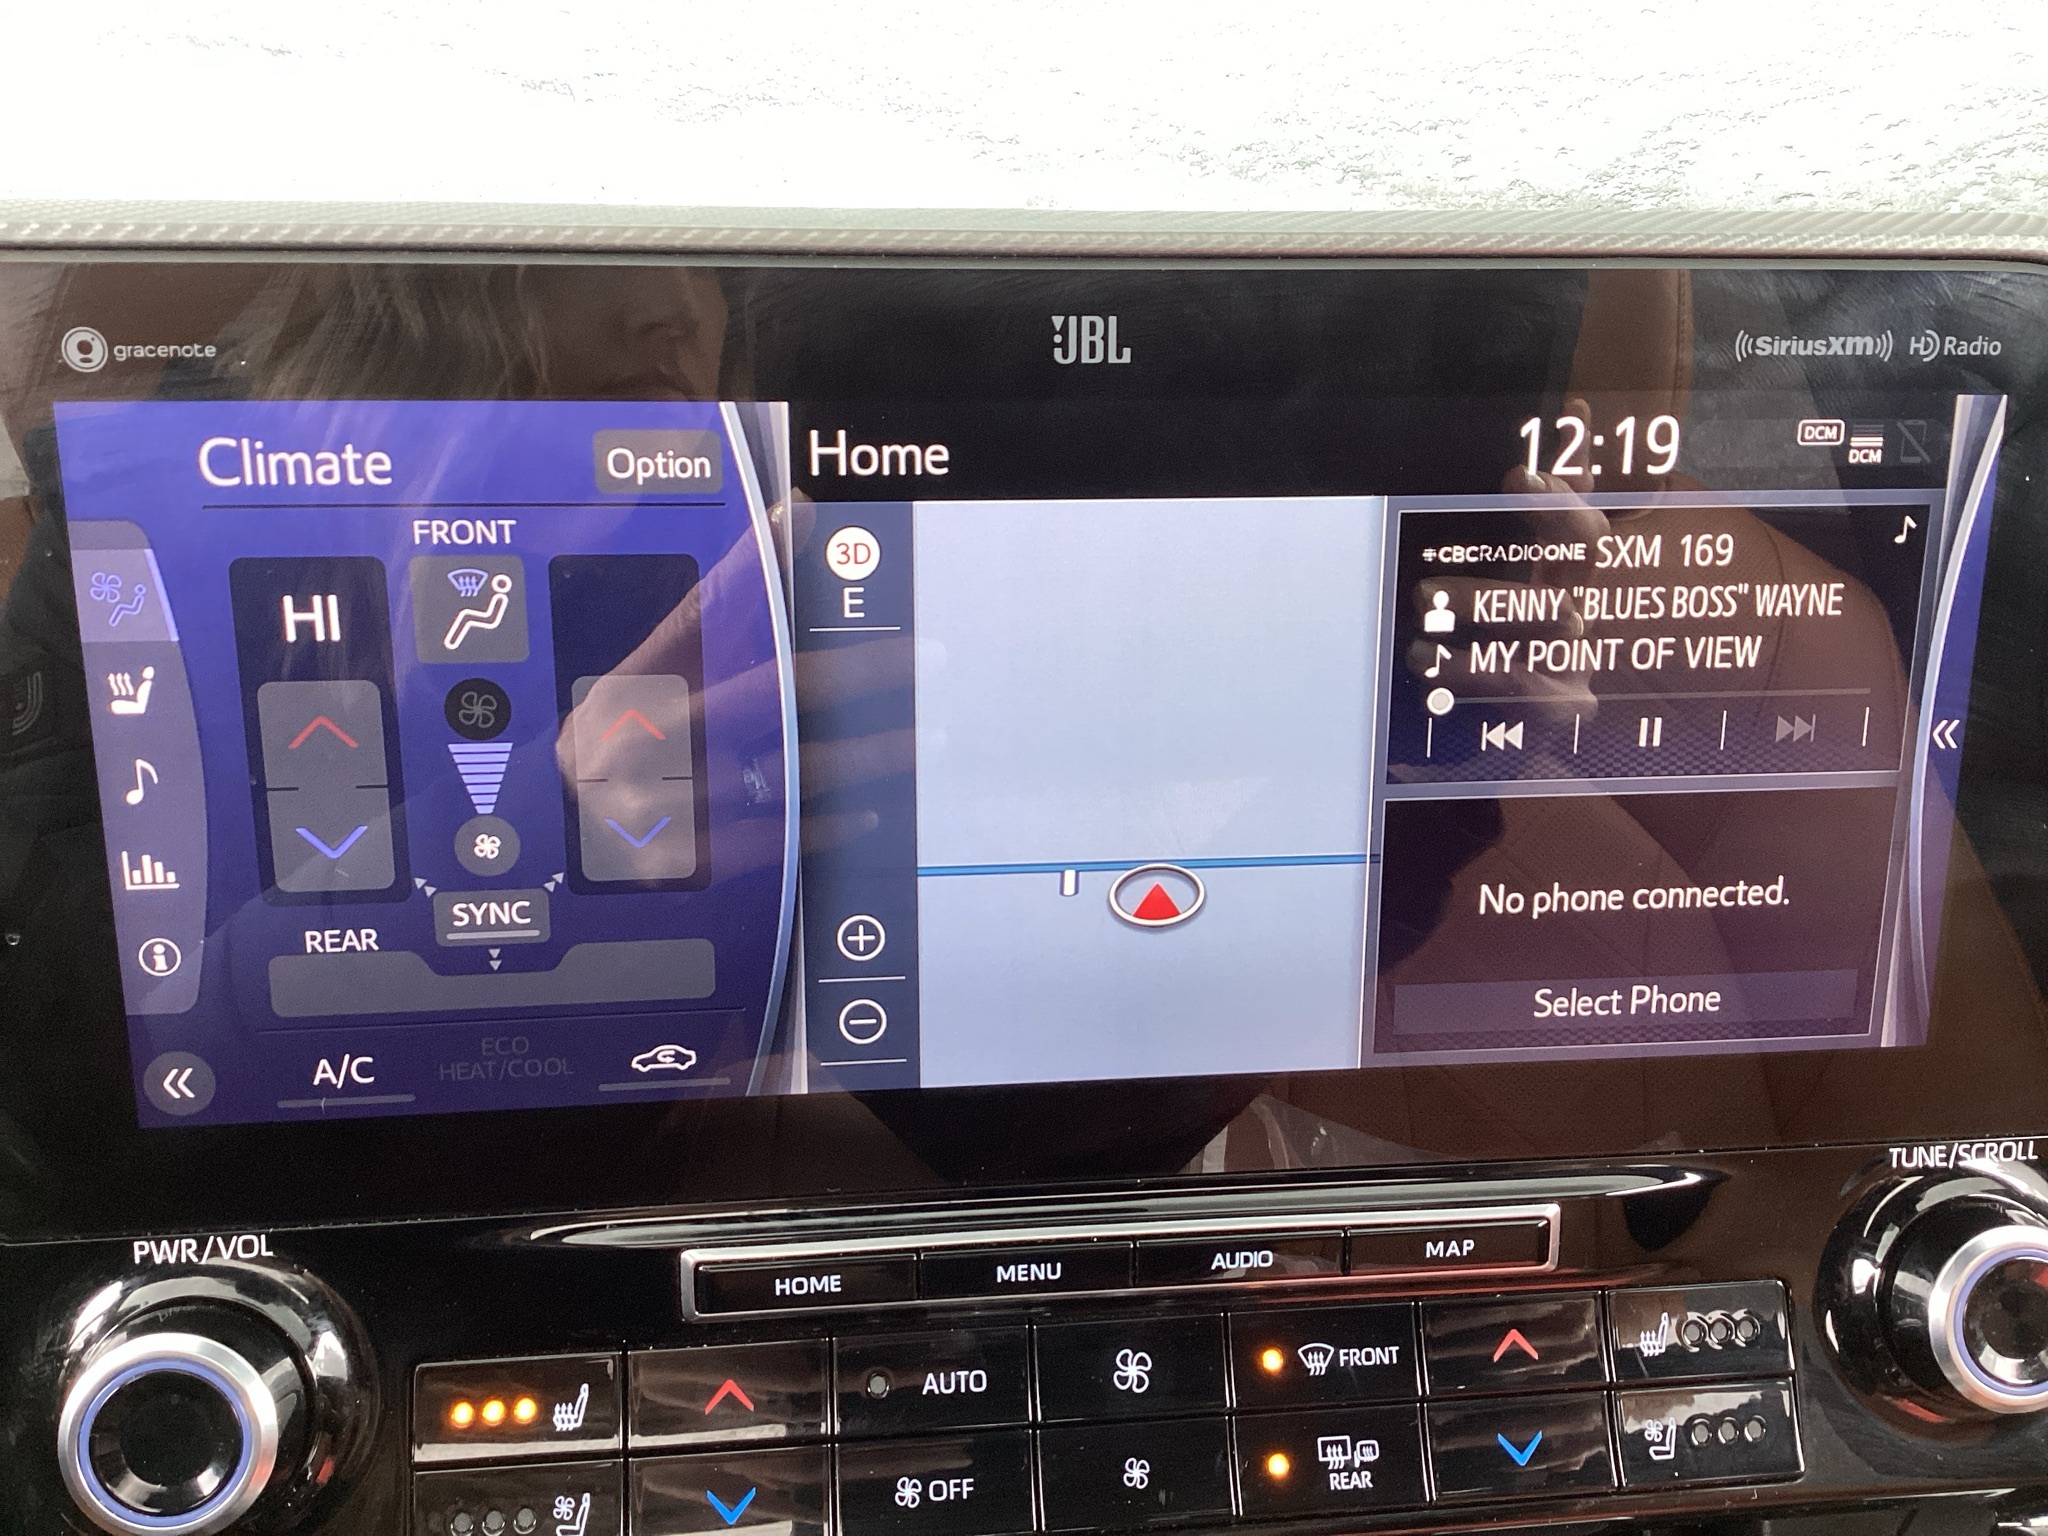 gracenote
JBL
SiriusXM HD Radio
Climate
Option
Home
12:19
DCM
DCM
FRONT
HI
SYNC
REAR
A/C
ECO
HEAT/COOL
3D
E
CBCRADIOONE SXM 169
KENNY "BLUES BOSS" WAYNE
MY POINT OF VIEW
No phone connected.
Select Phone
PWR/VOL
TUNE/SCROLL
HOME
MENU
AUDIO
MAP
AUTO
FRONT
OFF
REAR